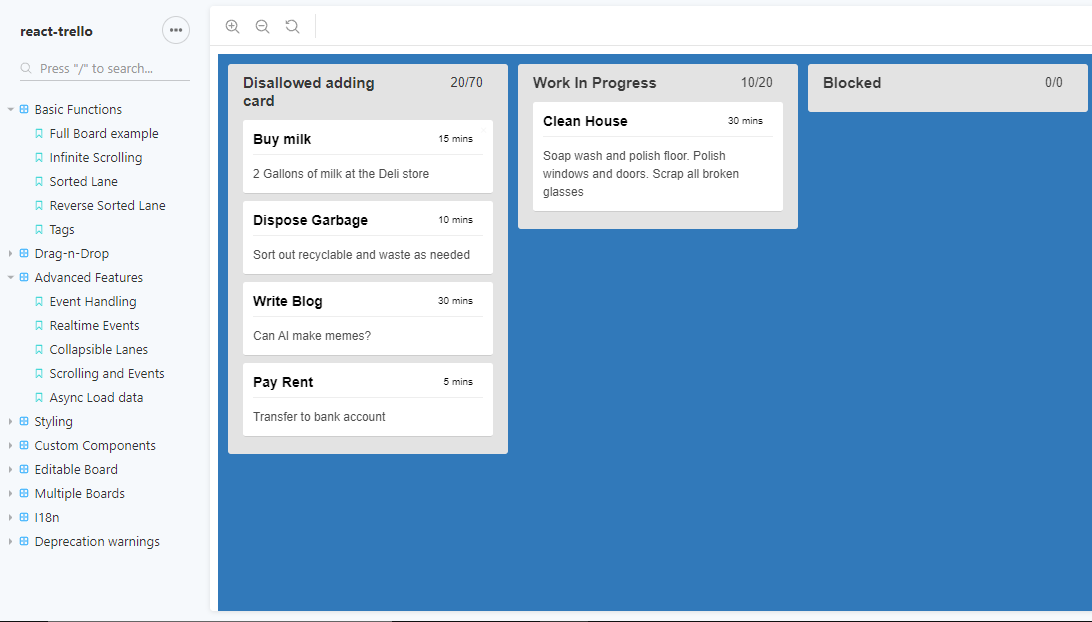 react-trello
Press "/" to search...
Basic Functions
Full Board example
Infinite Scrolling
Sorted Lane
Reverse Sorted Lane
Tags
Drag-n-Drop
Advanced Features
Event Handling
Realtime Events
Collapsible Lanes
Scrolling and Events
Async Load data
Styling
Custom Components
Editable Board
Multiple Boards
I18n
Deprecation warnings
Disallowed adding card 20/70
Buy milk 15 mins
2 Gallons of milk at the Deli store
Dispose Garbage 10 mins
Sort out recyclable and waste as needed
Write Blog 30 mins
Can AI make memes?
Pay Rent 5 mins
Transfer to bank account
Work In Progress 10/20
Clean House 30 mins
Soap wash and polish floor. Polish
windows and doors. Scrap all broken
glasses
Blocked 0/0